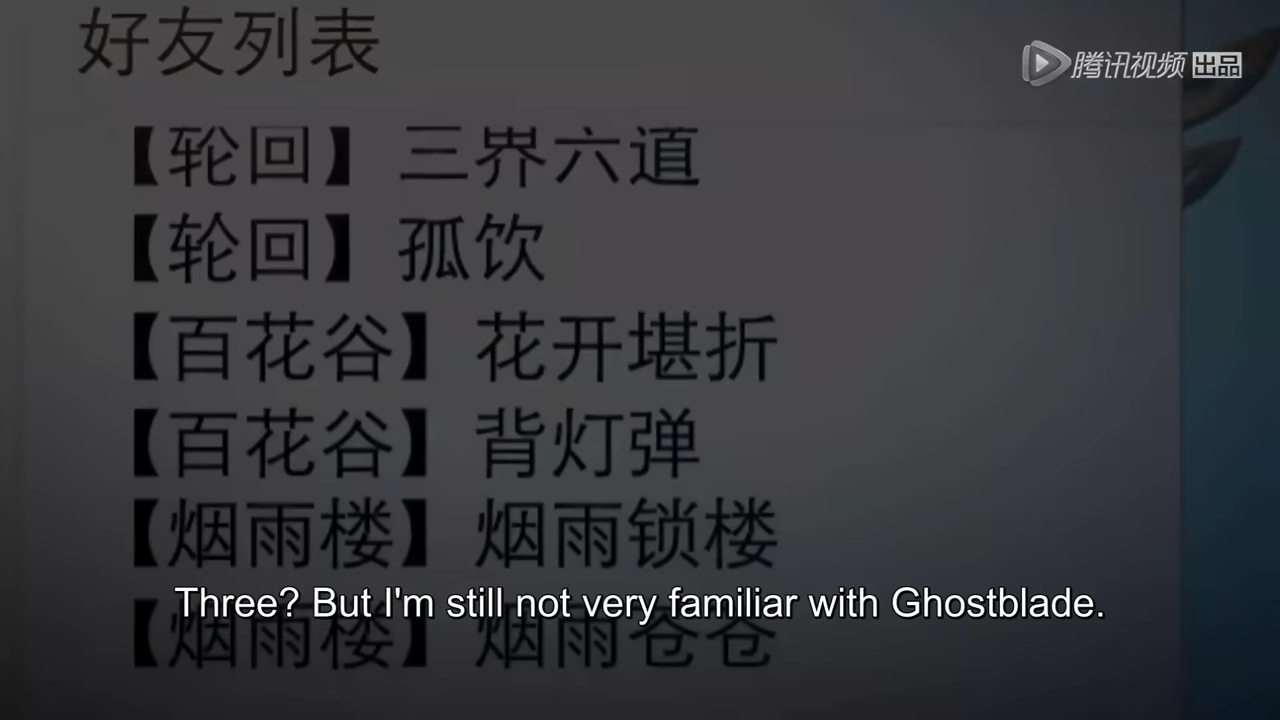 好友列表
腾讯视频 出品
【轮回】 三界六道
【轮回】 孤饮
【百花谷】 花开堪折
【百花谷】 背灯弹
【烟雨楼】 烟雨锁楼
Three? But I'm still not very familiar with Ghostblade.
【烟雨楼】 烟雨苍苍